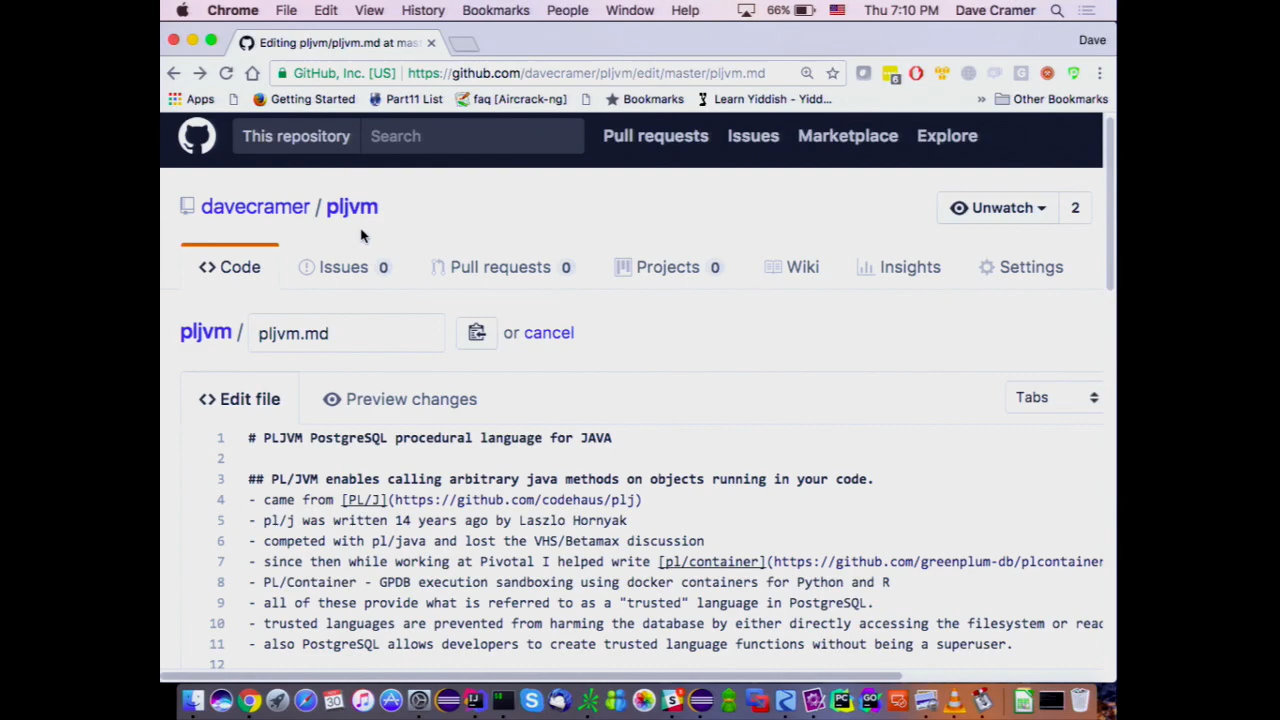 Chrome File Edit View History Bookmarks People Window Help 66% Thu 7:10 PM Dave Cramer
Editing pljvm/pljvm.md at mas Dave
GitHub, Inc. [US] https://github.com/davecramer/pljvm/edit/master/pljvm.md
Apps Getting Started Part11 List faq [Aircrack-ng] Bookmarks Learn Yiddish - Yidd... » Other Bookmarks
This repository Search Pull requests Issues Marketplace Explore
davecramer / pljvm Unwatch 2
<> Code Issues 0 Pull requests 0 Projects 0 Wiki Insights Settings
pljvm / pljvm.md or cancel
<> Edit file Preview changes Tabs
1 # PLJVM PostgreSQL procedural language for JAVA
2
3 ## PL/JVM enables calling arbitrary java methods on objects running in your code.
4 - came from [PL/J](https://github.com/codehaus/plj)
5 - pl/j was written 14 years ago by Laszlo Hornyak
6 - competed with pl/java and lost the VHS/Betamax discussion
7 - since then while working at Pivotal I helped write [pl/container](https://github.com/greenplum-db/plcontainer
8 - PL/Container - GPDB execution sandboxing using docker containers for Python and R
9 - all of these provide what is referred to as a "trusted" language in PostgreSQL.
10 - trusted languages are prevented from harming the database by either directly accessing the filesystem or reac
11 - also PostgreSQL allows developers to create trusted language functions without being a superuser.
12